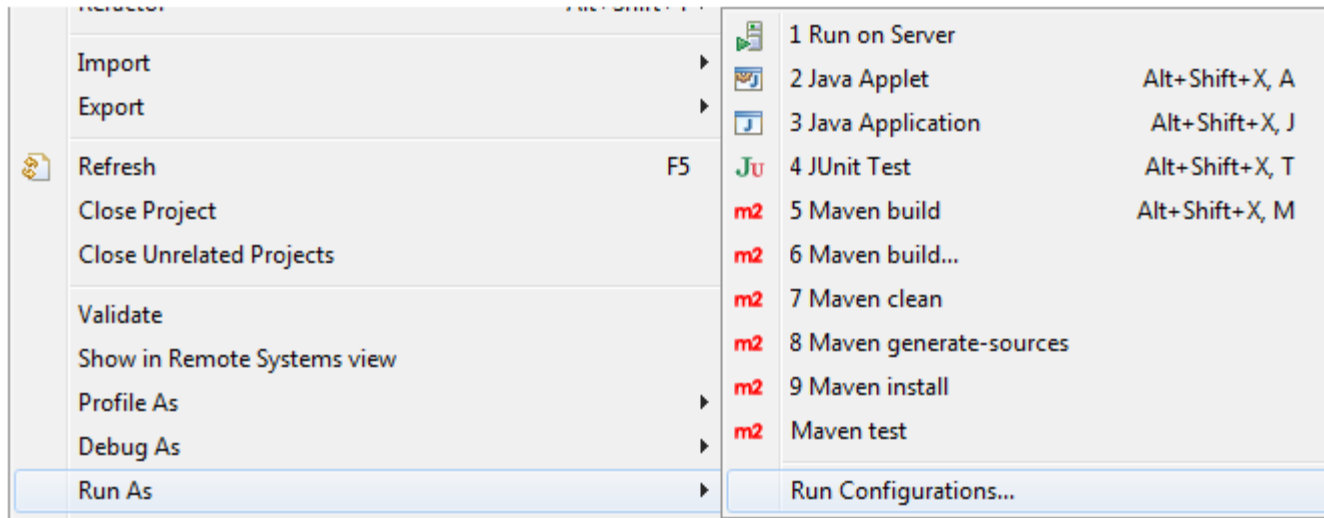 Refactor Alt+Shift+T
Import
Export
Refresh F5
Close Project
Close Unrelated Projects
Validate
Show in Remote Systems view
Profile As
Debug As
Run As
1 Run on Server
2 Java Applet Alt+Shift+X, A
3 Java Application Alt+Shift+X, J
4 JUnit Test Alt+Shift+X, T
5 Maven build Alt+Shift+X, M
6 Maven build...
7 Maven clean
8 Maven generate-sources
9 Maven install
Maven test
Run Configurations...
J
J
JU
m2
m2
m2
m2
m2
m2